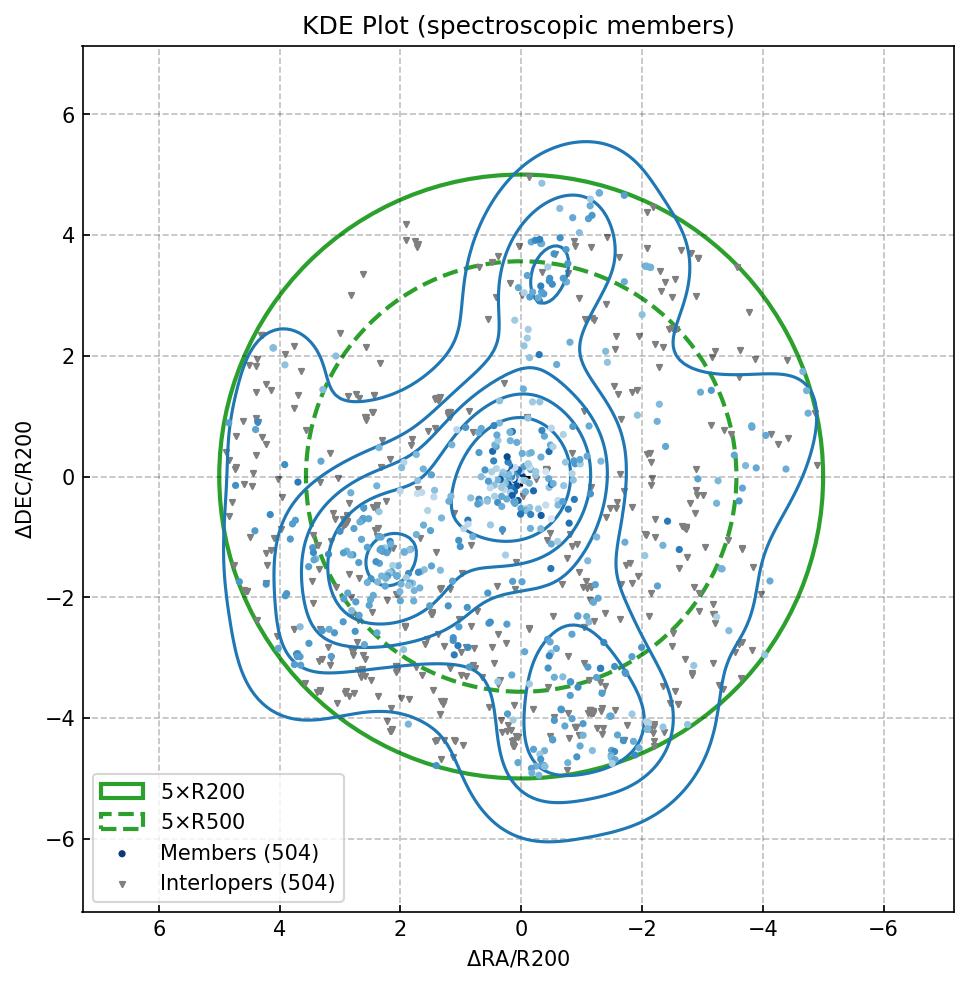 KDE Plot (spectroscopic members)
6
4
2
0
−2
−4
−6
ΔDEC/R200
5×R200
5×R500
Members (504)
Interlopers (504)
6 4 2 0 −2 −4 −6
ΔRA/R200